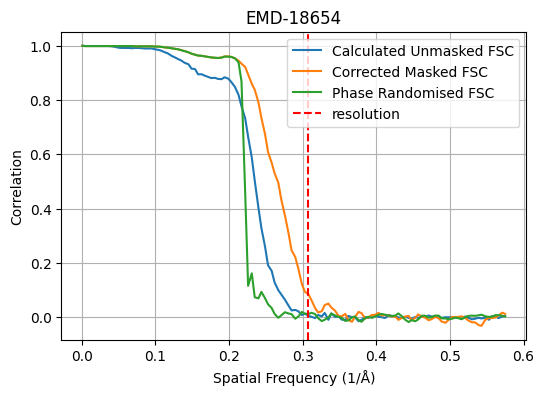 EMD-18654
Calculated Unmasked FSC
Corrected Masked FSC
Phase Randomised FSC
resolution
Correlation
1.0
0.8
0.6
0.4
0.2
0.0
0.0 0.1 0.2 0.3 0.4 0.5 0.6
Spatial Frequency (1/Å)